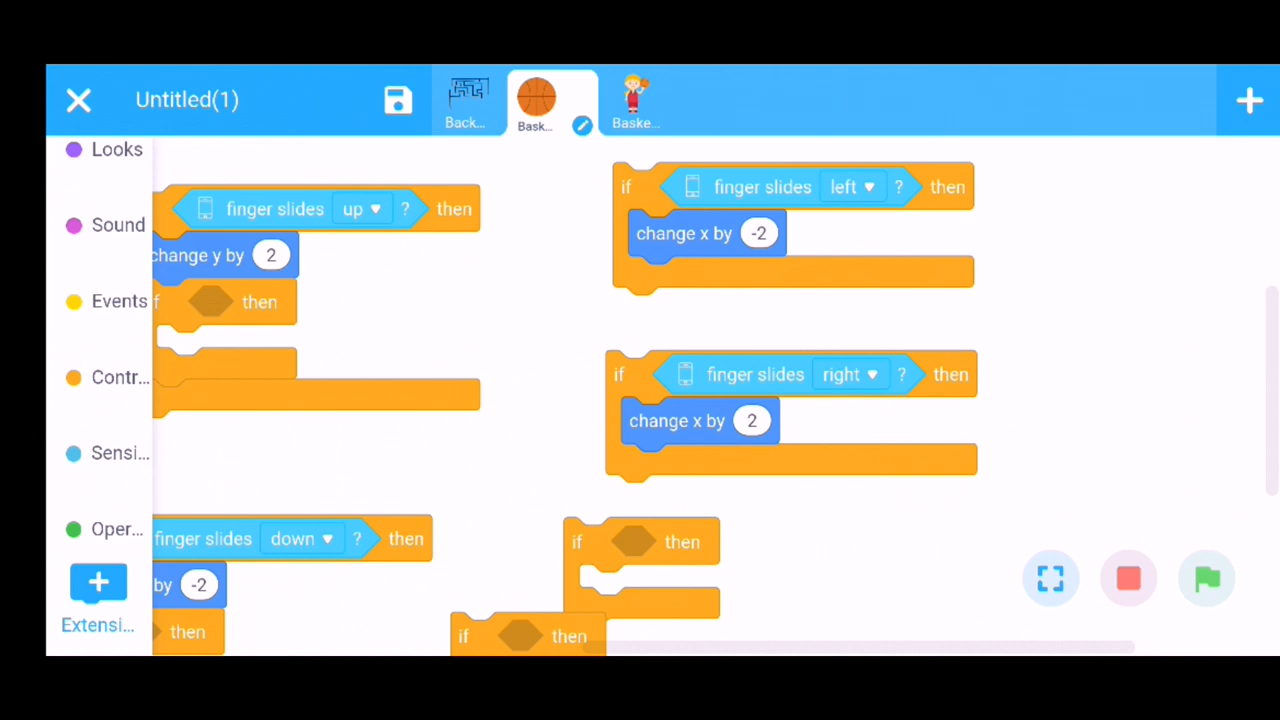 Untitled(1)
Back...
Bask...
Baske...
Looks
Sound
Events
Contr...
Sensi...
Oper...
Extensi...
finger slides up ▼ ? then
change y by 2
f then
if finger slides left ▼ ? then
change x by -2
if finger slides right ▼ ? then
change x by 2
finger slides down ▼ ? then
by -2
then
if then
if then